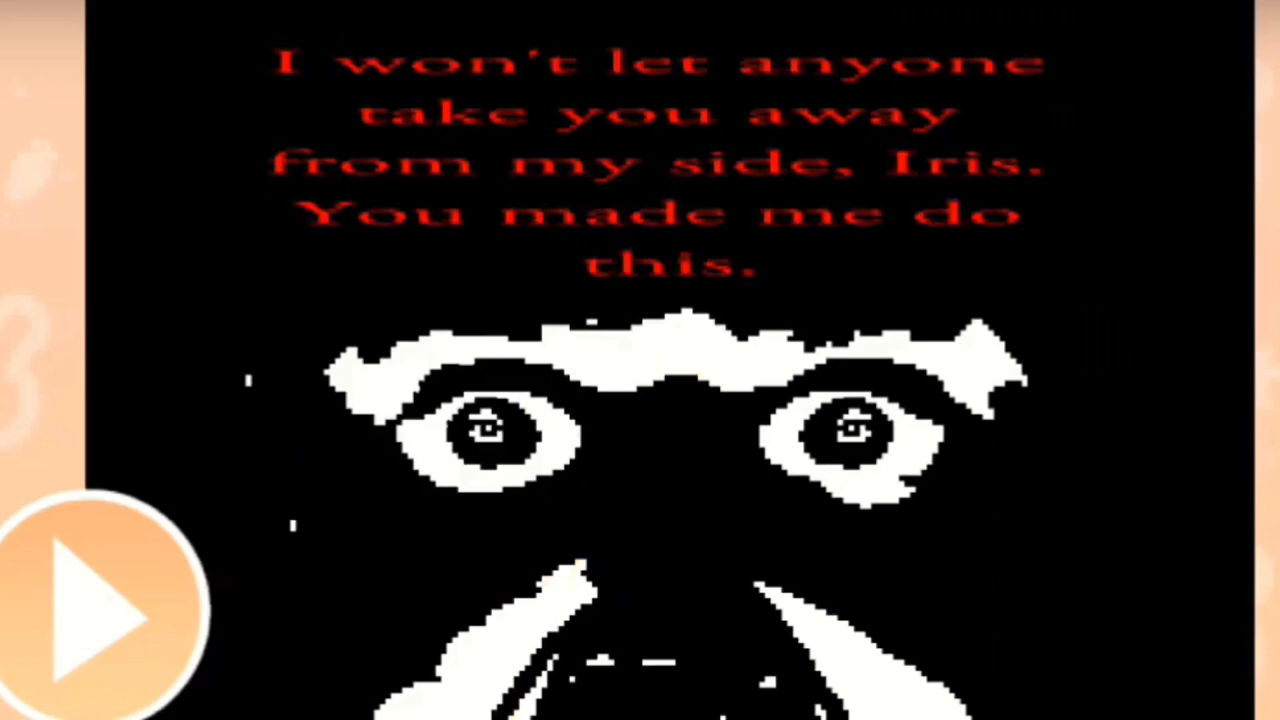 I won't let anyone
take you away
from my side, Iris.
You made me do
this.